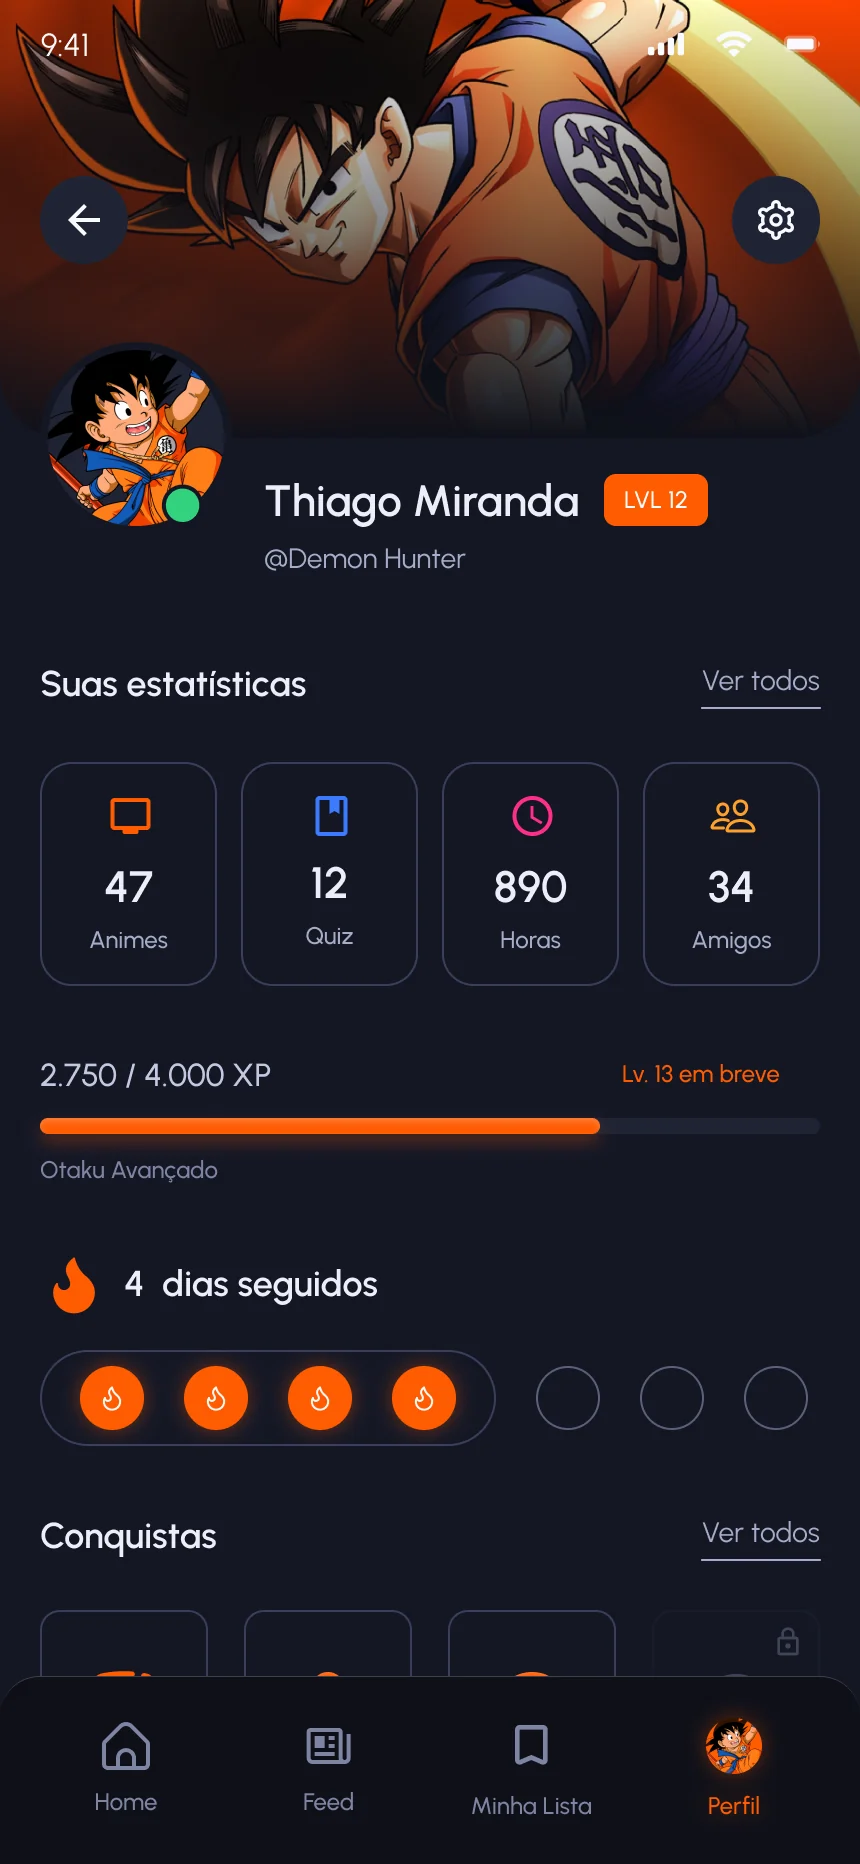 9:41
Thiago Miranda LVL 12
@Demon Hunter
Suas estatísticas Ver todos
47 12 890 34
Animes Quiz Horas Amigos
2.750 / 4.000 XP Lv. 13 em breve
Otaku Avançado
4 dias seguidos
Conquistas Ver todos
Home Feed Minha Lista Perfil